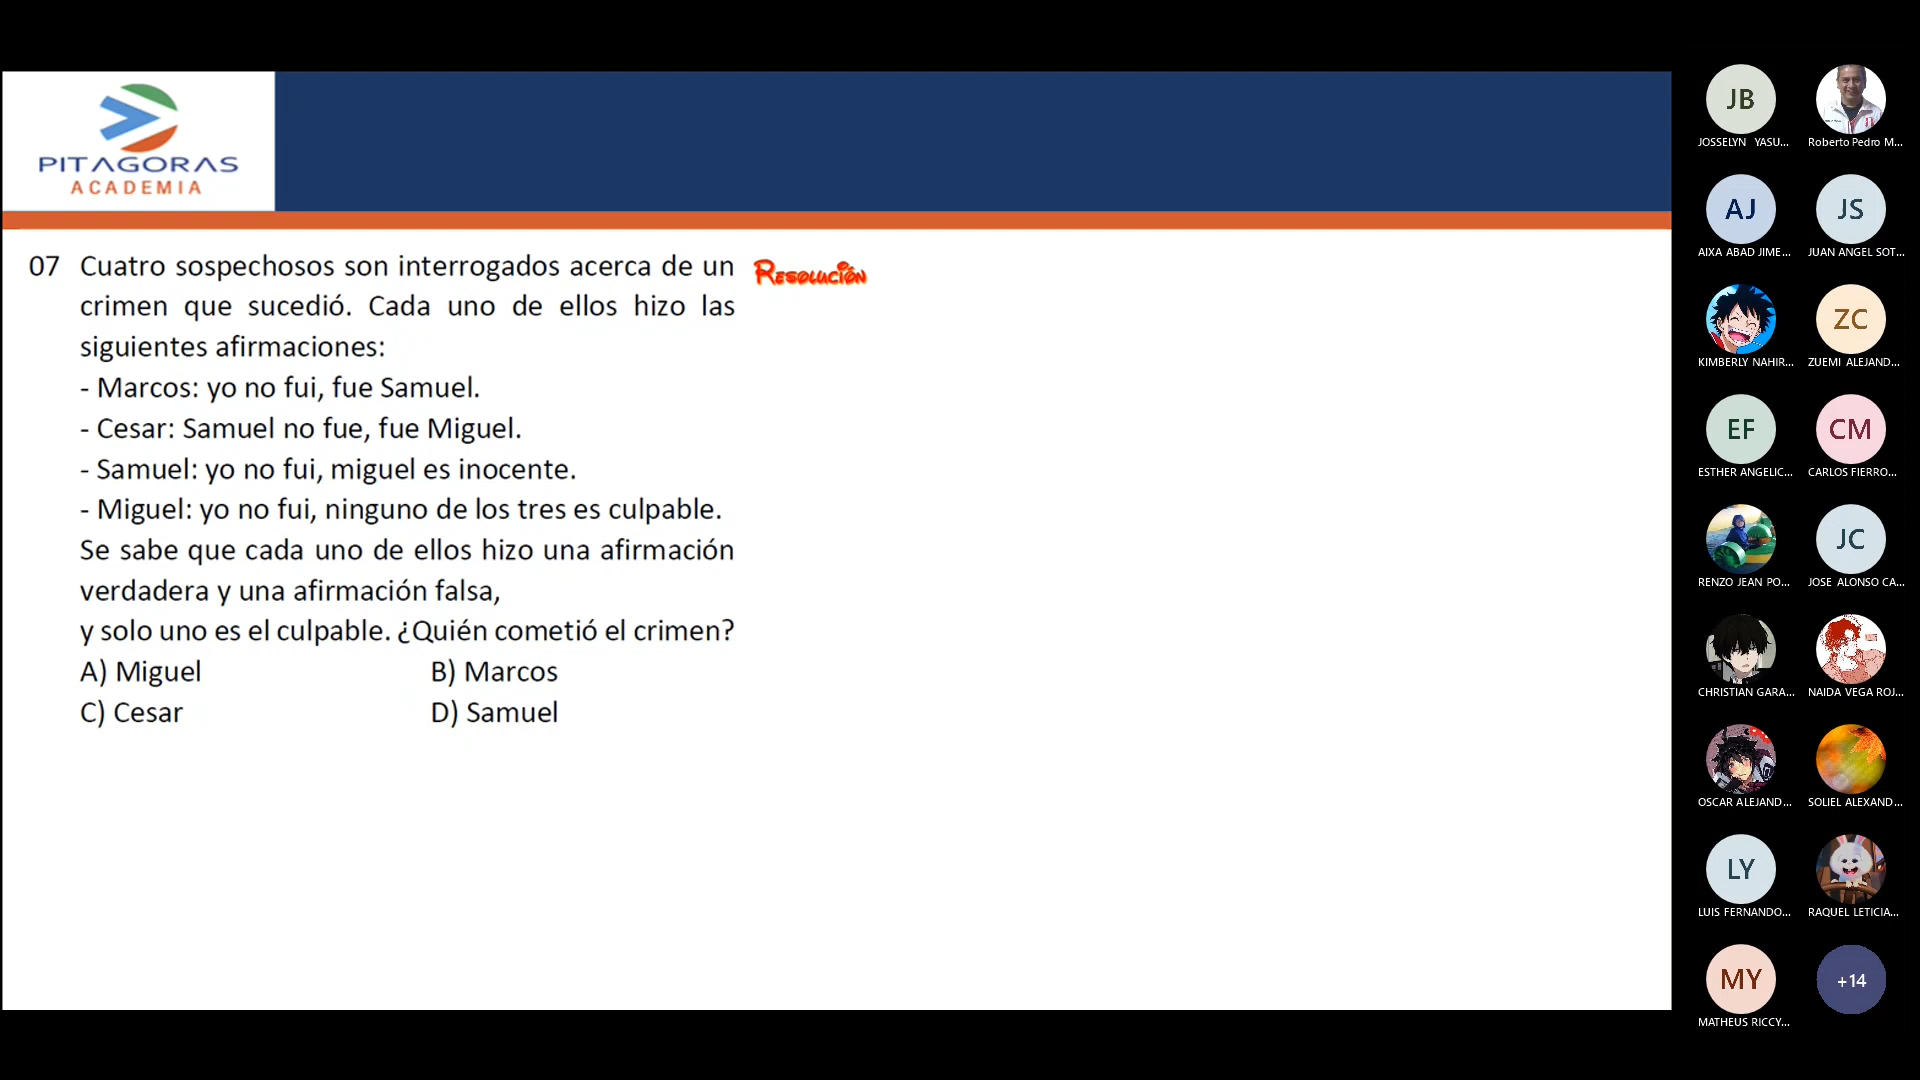 PITAGORAS
ACADEMIA
07 Cuatro sospechosos son interrogados acerca de un
crimen que sucedió. Cada uno de ellos hizo las
siguientes afirmaciones:
- Marcos: yo no fui, fue Samuel.
- Cesar: Samuel no fue, fue Miguel.
- Samuel: yo no fui, miguel es inocente.
- Miguel: yo no fui, ninguno de los tres es culpable.
Se sabe que cada uno de ellos hizo una afirmación
verdadera y una afirmación falsa,
y solo uno es el culpable. ¿Quién cometió el crimen?
A) Miguel B) Marcos
C) Cesar D) Samuel
Resolución
JB
JOSSELYN YASU... Roberto Pedro M...
AJ JS
AIXA ABAD JIME... JUAN ANGEL SOT...
ZC
KIMBERLY NAHIR... ZUEMI ALEJAND...
EF CM
ESTHER ANGELIC... CARLOS FIERRO...
JC
RENZO JEAN PO... JOSE ALONSO CA...
CHRISTIAN GARA... NAIDA VEGA ROJ...
OSCAR ALEJAND... SOLIEL ALEXAND...
LY
LUIS FERNANDO... RAQUEL LETICIA...
MY +14
MATHEUS RICCY...